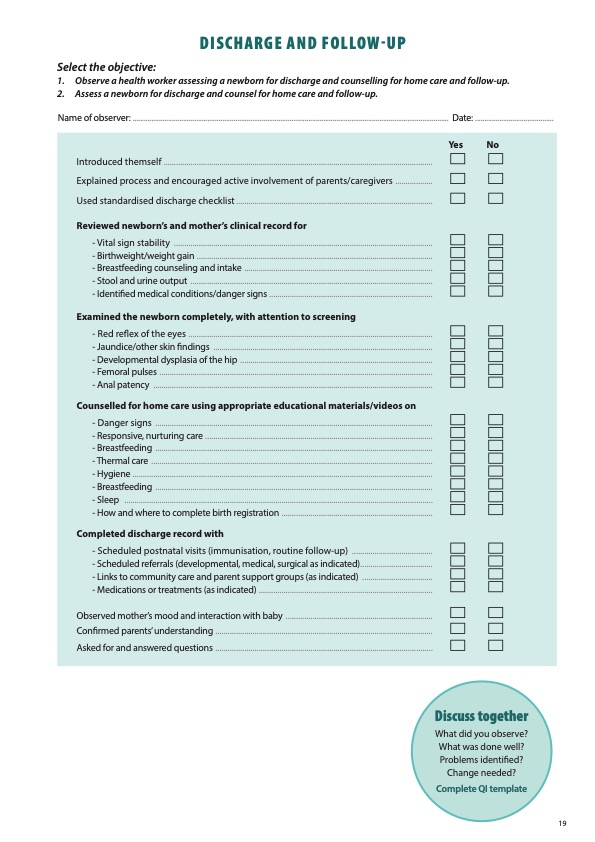 DISCHARGE AND FOLLOW-UP
Select the objective:
1. Observe a health worker assessing a newborn for discharge and counselling for home care and follow-up.
2. Assess a newborn for discharge and counsel for home care and follow-up.
Name of observer: Date:
Yes No
Introduced themself
Explained process and encouraged active involvement of parents/caregivers
Used standardised discharge checklist
Reviewed newborn's and mother's clinical record for
- Vital sign stability
- Birthweight/weight gain
- Breastfeeding counseling and intake
- Stool and urine output
- Identified medical conditions/danger signs
Examined the newborn completely, with attention to screening
- Red reflex of the eyes
- Jaundice/other skin findings
- Developmental dysplasia of the hip
- Femoral pulses
- Anal patency
Counselled for home care using appropriate educational materials/videos on
- Danger signs
- Responsive, nurturing care
- Breastfeeding
- Thermal care
- Hygiene
- Breastfeeding
- Sleep
- How and where to complete birth registration
Completed discharge record with
- Scheduled postnatal visits (immunisation, routine follow-up)
- Scheduled referrals (developmental, medical, surgical as indicated)
- Links to community care and parent support groups (as indicated)
- Medications or treatments (as indicated)
Observed mother's mood and interaction with baby
Confirmed parents' understanding
Asked for and answered questions
Discuss together
What did you observe?
What was done well?
Problems identified?
Change needed?
Complete QI template
19